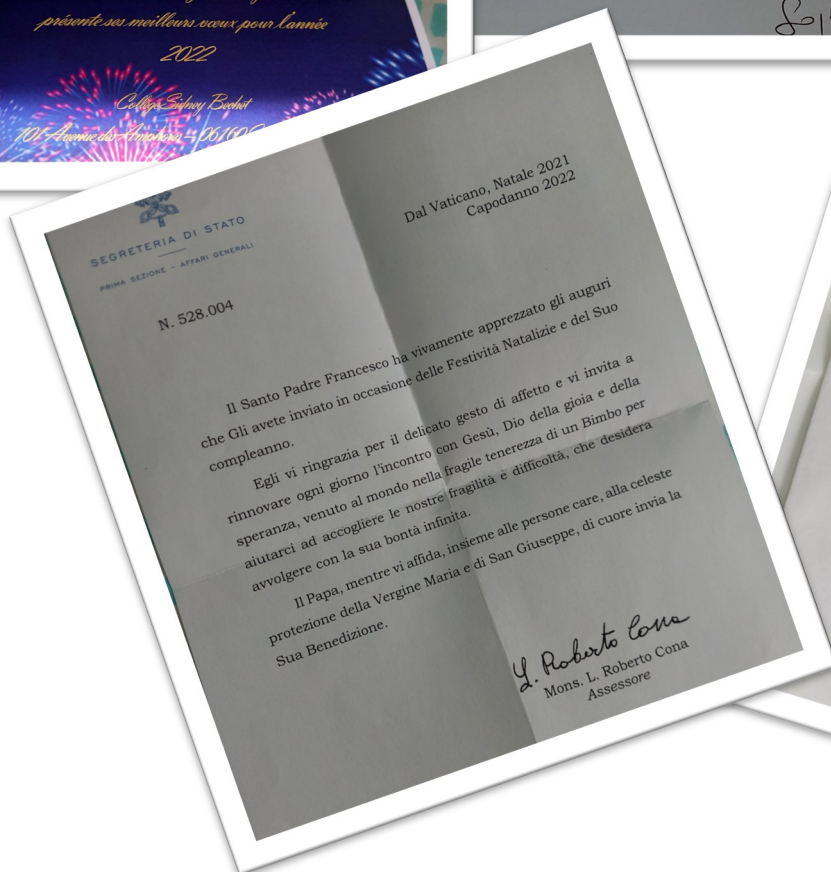 présente ses meilleurs vœux pour l'année
2022
Collège Sidney Bechet
SEGRETERIA DI STATO
PRIMA SEZIONE – AFFARI GENERALI
Dal Vaticano, Natale 2021
Capodanno 2022
N. 528.004
Il Santo Padre Francesco ha vivamente apprezzato gli auguri
che Gli avete inviato in occasione delle Festività Natalizie e del Suo
compleanno.
Egli vi ringrazia per il delicato gesto di affetto e vi invita a
rinnovare ogni giorno l'incontro con Gesù, Dio della gioia e della
speranza, venuto al mondo nella fragile tenerezza di un Bimbo per
aiutarci ad accogliere le nostre fragilità e difficoltà, che desidera
avvolgere con la sua bontà infinita.
Il Papa, mentre vi affida, insieme alle persone care, alla celeste
protezione della Vergine Maria e di San Giuseppe, di cuore invia la
Sua Benedizione.
L. Roberto Cona
Mons. L. Roberto Cona
Assessore